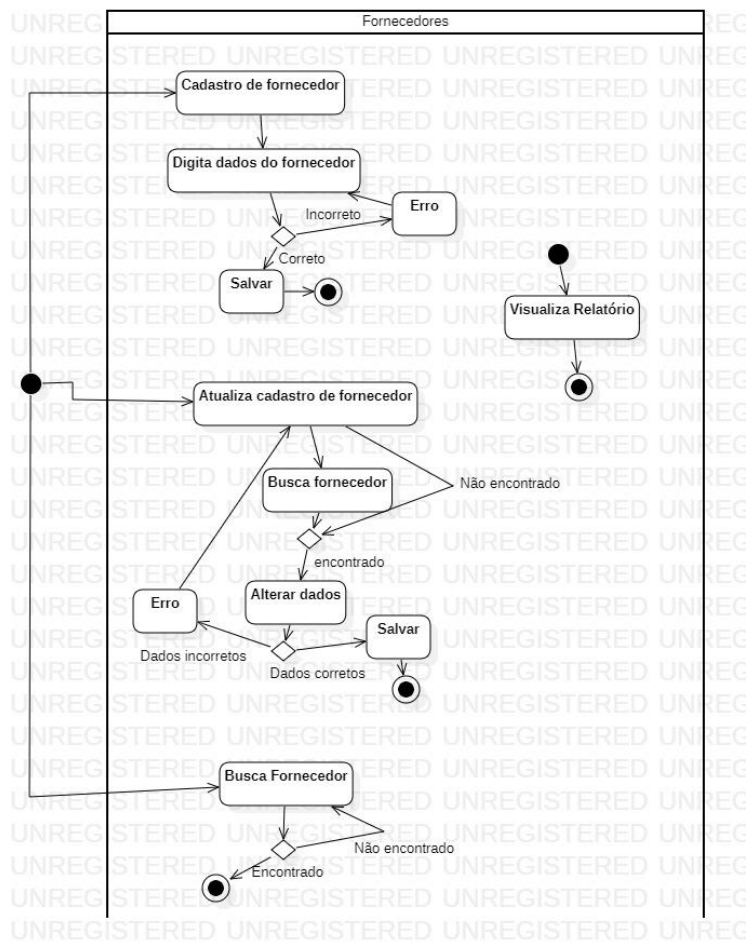 Fornecedores
Cadastro de fornecedor
Digita dados do fornecedor
Erro
Incorreto
Correto
Salvar
Visualiza Relatório
Atualiza cadastro de fornecedor
Busca fornecedor
Não encontrado
encontrado
Alterar dados
Erro
Salvar
Dados incorretos
Dados corretos
Busca Fornecedor
Não encontrado
Encontrado
UNREGISTERED